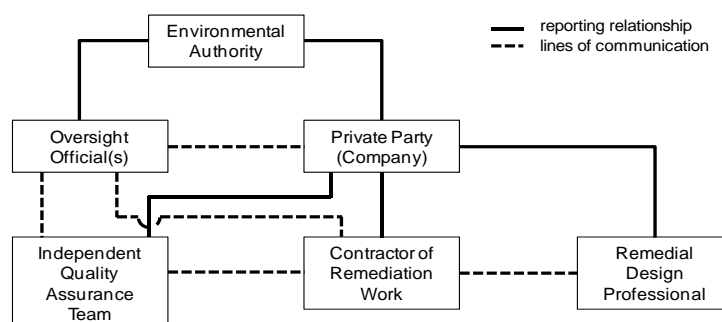 Environmental
Authority
reporting relationship
lines of communication
Oversight
Official(s)
Private Party
(Company)
Independent
Quality
Assurance
Team
Contractor of
Remediation
Work
Remedial
Design
Professional